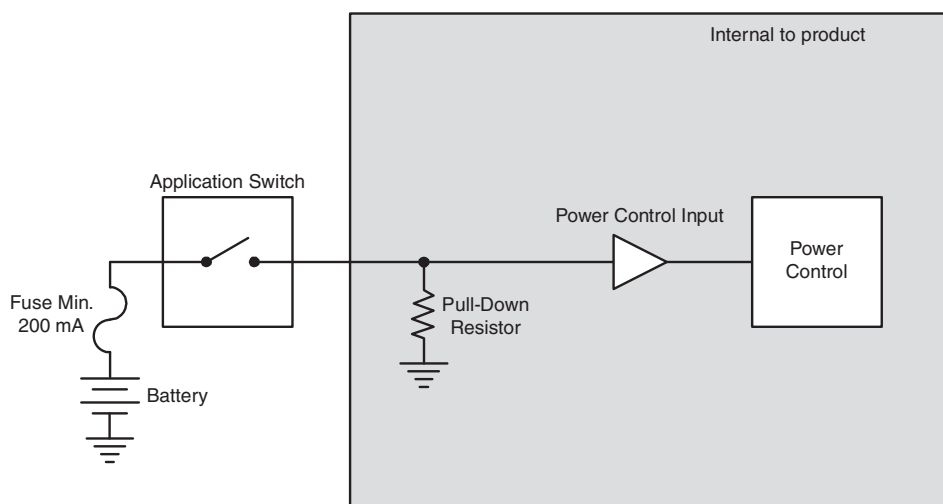 Internal to product
Application Switch
Power Control Input
Power
Control
Fuse Min.
200 mA
Pull-Down
Resistor
Battery